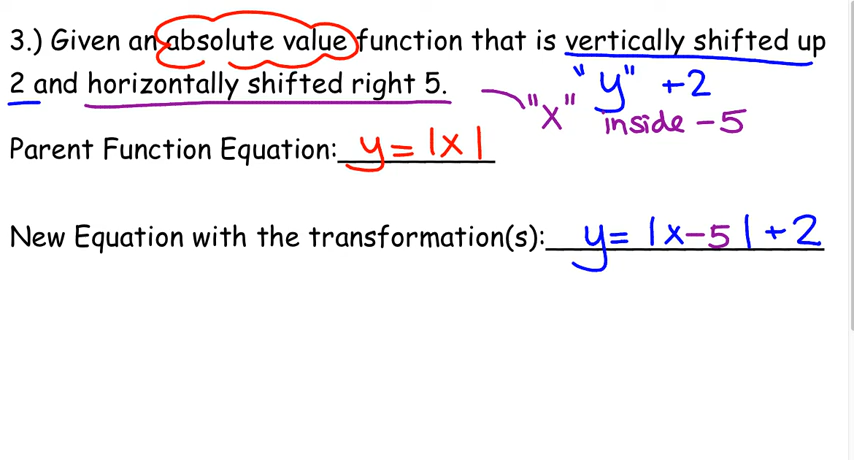 3.) Given an absolute value function that is vertically shifted up
2 and horizontally shifted right 5.
"y" +2
"x" inside -5
Parent Function Equation: y = |x|
New Equation with the transformation(s): y = |x-5| + 2